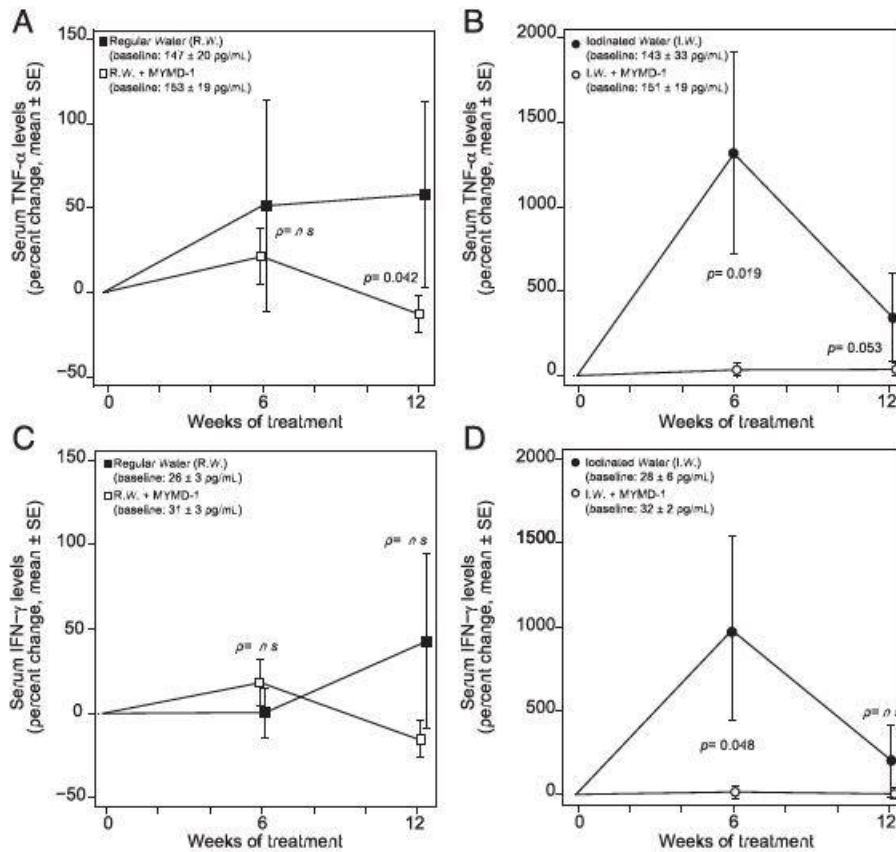 A
Serum TNF-α levels
(percent change, mean ± SE)
150
100
50
0
−50
■ Regular Water (R.W.)
(baseline: 147 ± 20 pg/mL)
□ R.W. + MYMD-1
(baseline: 153 ± 19 pg/mL)
p= n s
p= 0.042
0 6 12
Weeks of treatment
B
Serum TNF-α levels
(percent change, mean ± SE)
2000
1500
1000
500
0
● Iodinated Water (I.W.)
(baseline: 143 ± 33 pg/mL)
○ I.W. + MYMD-1
(baseline: 151 ± 19 pg/mL)
p= 0.019
p= 0.053
0 6 12
Weeks of treatment
C
Serum IFN−γ levels
(percent change, mean ± SE)
150
100
50
0
−50
■ Regular Water (R.W.)
(baseline: 26 ± 3 pg/mL)
□ R.W. + MYMD-1
(baseline: 31 ± 3 pg/mL)
p= n s
p= n s
0 6 12
Weeks of treatment
D
Serum IFN−γ levels
(percent change, mean ± SE)
2000
1500
1000
500
0
● Iodinated Water (I.W.)
(baseline: 28 ± 6 pg/mL)
○ I.W. + MYMD-1
(baseline: 32 ± 2 pg/mL)
p= 0.048
p= n s
0 6 12
Weeks of treatment